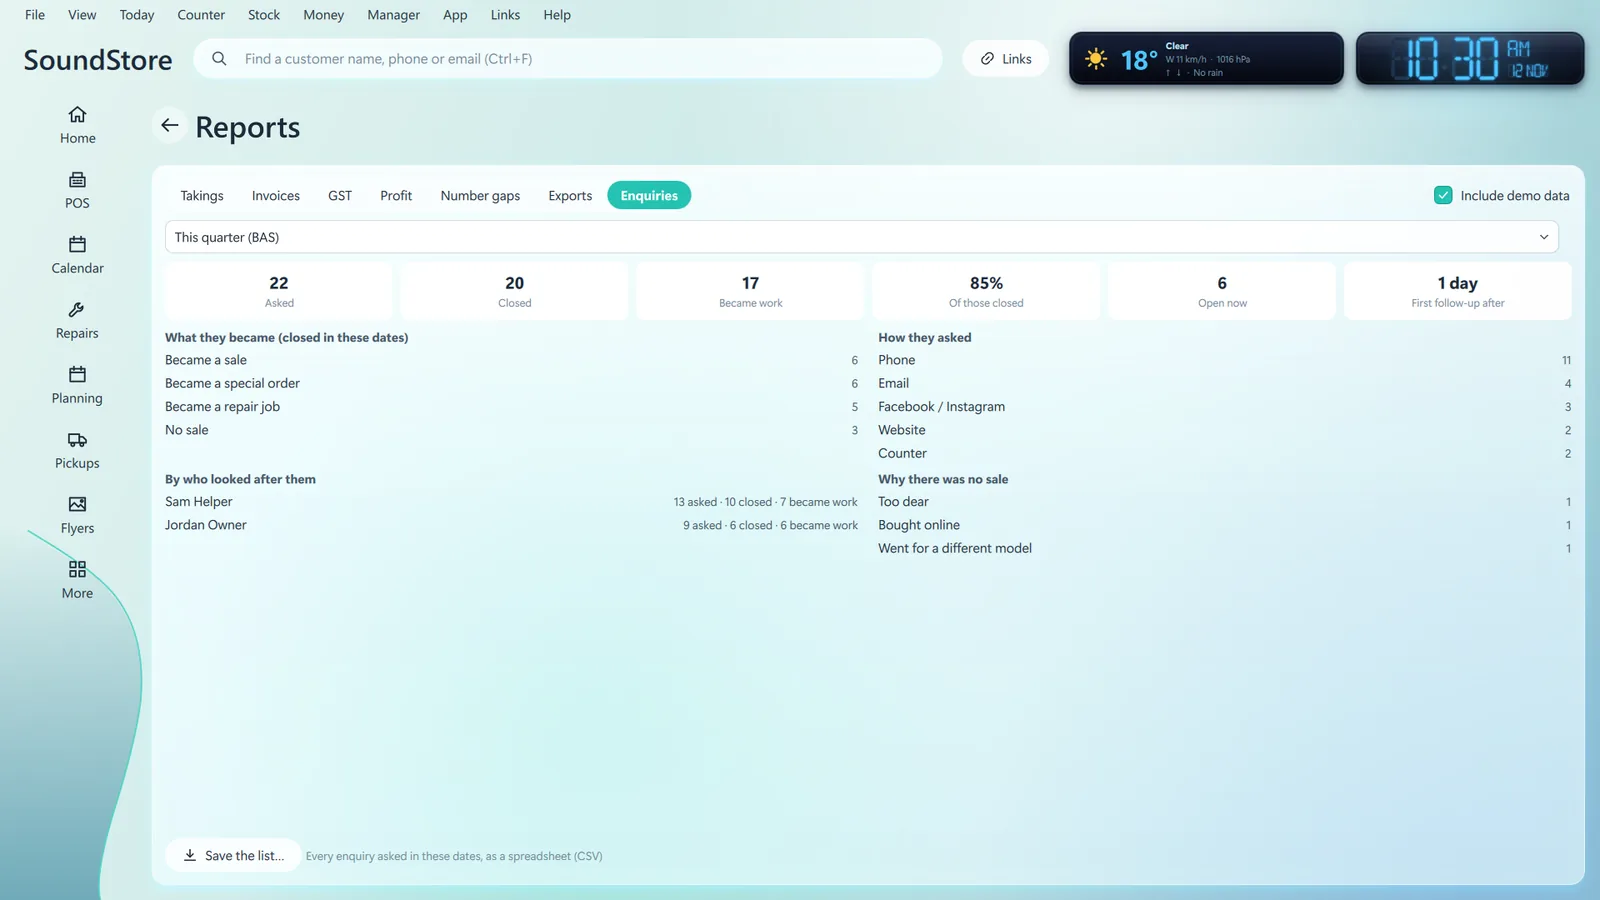 File View Today Counter Stock Money Manager App Links Help
SoundStore
Find a customer name, phone or email (Ctrl+F)
Links
18°
Clear
W 11 km/h · 1016 hPa
↑ ↓ · No rain
10 30 AM
12 NOV
Home
POS
Calendar
Repairs
Planning
Pickups
Flyers
More
Reports
Takings Invoices GST Profit Number gaps Exports Enquiries
Include demo data
This quarter (BAS)
22 Asked
20 Closed
17 Became work
85% Of those closed
6 Open now
1 day First follow-up after
What they became (closed in these dates)
Became a sale 6
Became a special order 6
Became a repair job 5
No sale 3
How they asked
Phone 11
Email 4
Facebook / Instagram 3
Website 2
Counter 2
By who looked after them
Sam Helper 13 asked · 10 closed · 7 became work
Jordan Owner 9 asked · 6 closed · 6 became work
Why there was no sale
Too dear 1
Bought online 1
Went for a different model 1
Save the list...
Every enquiry asked in these dates, as a spreadsheet (CSV)